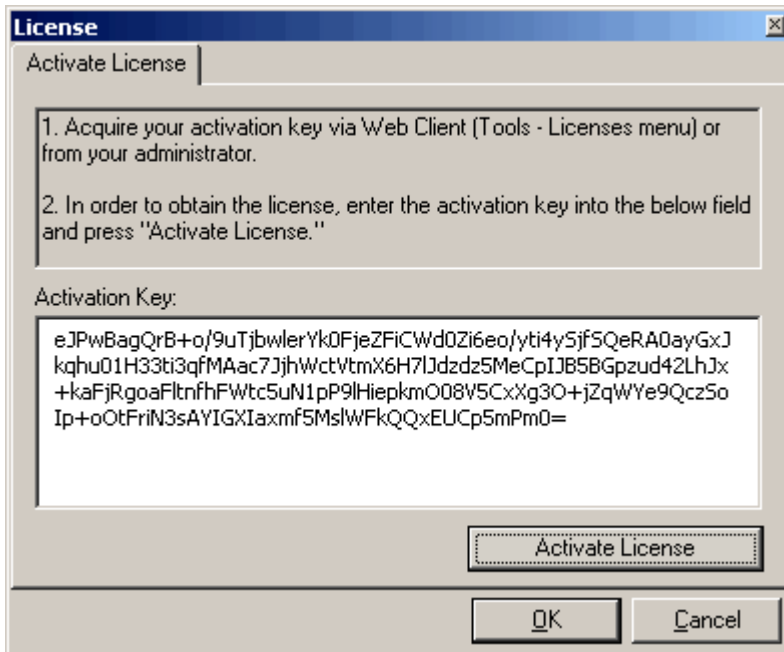 License
Activate License
1. Acquire your activation key via Web Client (Tools - Licenses menu) or
from your administrator.
2. In order to obtain the license, enter the activation key into the below field
and press "Activate License."
Activation Key:
eJPwBagQrB+o/9uTjbwlerYk0FjeZFiCWd0Zi6eo/yti4ySjfSQeRA0ayGxJ
kqhu01H33ti3qfMAac7JjhWctVtmX6H7lJdzdz5MeCpIJB5BGpzud42LhJx
+kaFjRgoaFltnfhFWtc5uN1pP9lHiepkmO08V5CxXg3O+jZqWYe9QczSo
Ip+oOtFriN3sAYIGXIaxmf5MslWFkQQxEUCp5mPm0=
Activate License
OK
Cancel